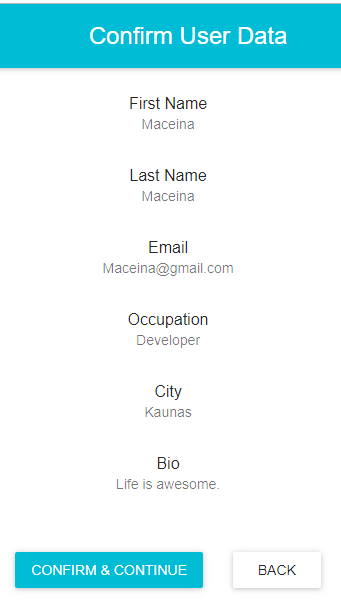 Confirm User Data
First Name
Maceina
Last Name
Maceina
Email
Maceina@gmail.com
Occupation
Developer
City
Kaunas
Bio
Life is awesome.
CONFIRM & CONTINUE
BACK